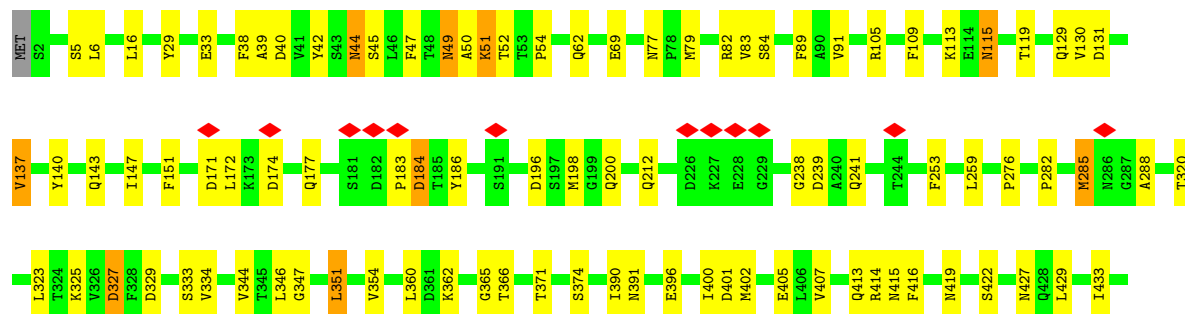 MET S2 S5 L6 L16 Y29 E33 F38 A39 D40 V41 Y42 S43 N44 S45 L46 F47 T48 N49 A50 K51 T52 T53 P54 Q62 E69 N77 P78 M79 R82 V83 S84 F89 A90 V91 R105 F109 K113 E114 N115 T119 Q129 V130 D131
V137 Y140 Q143 I147 F151 D171 L172 K173 D174 Q177 S181 D182 P183 D184 T185 Y186 S191 D196 S197 M198 G199 Q200 Q212 D226 K227 E228 G229 G238 D239 A240 Q241 T244 F253 L259 P276 P282 M285 N286 G287 A288 T320
L323 T324 K325 V326 D327 F328 D329 S333 V334 V344 T345 L346 G347 L351 V354 L360 D361 K362 G365 T366 T371 S374 I390 N391 E396 I400 D401 M402 E405 L406 V407 Q413 R414 N415 F416 N419 S422 N427 Q428 L429 I433